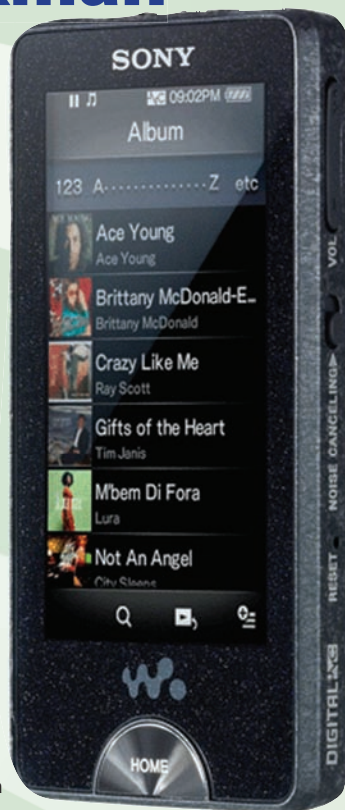 SONY
09:02PM
Album
123 A··············Z etc
Ace Young
Ace Young
Brittany McDonald-E...
Brittany McDonald
Crazy Like Me
Ray Scott
Gifts of the Heart
Tim Janis
M'bem Di Fora
Lura
Not An Angel
City Sleeps
HOME
VOL
NOISE CANCELING
RESET
DIGITAL